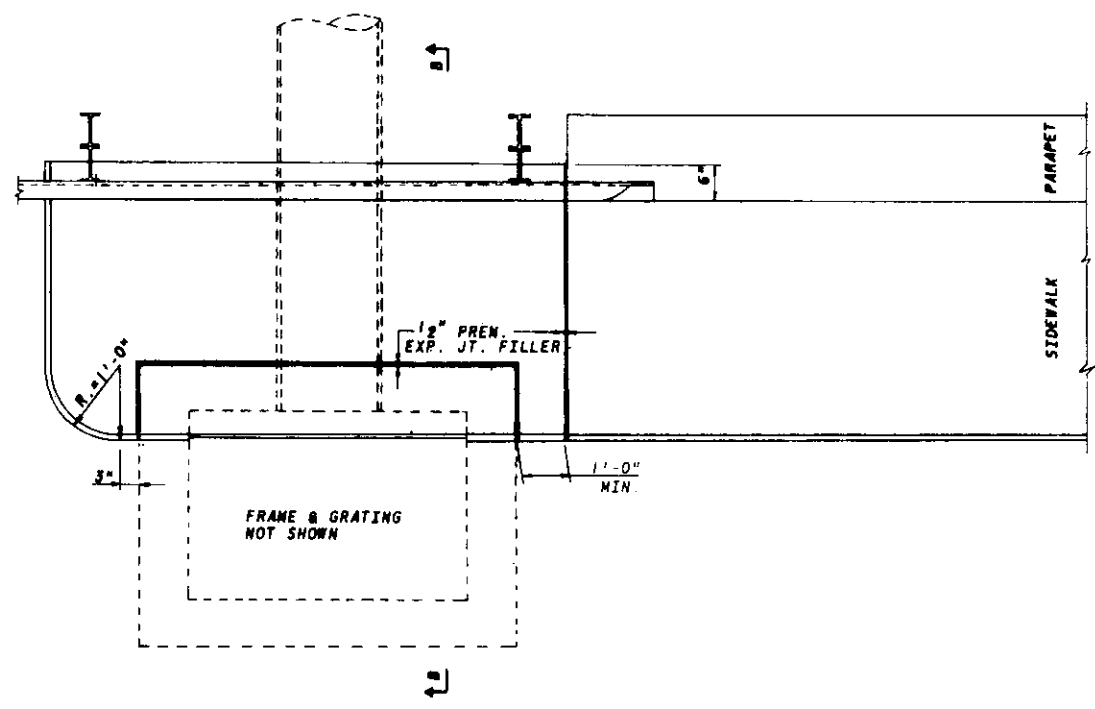 B
6"
PARAPET
SIDEWALK
1/2" PREM.
EXP. JT. FILLER
R.=1'-0"
3"
1'-0"
MIN.
FRAME & GRATING
NOT SHOWN
B